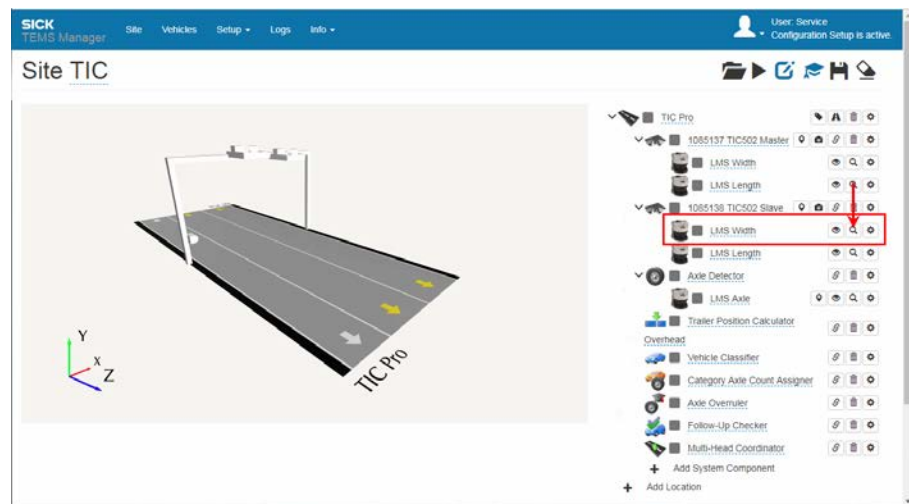 SICK
TEMS Manager
Site Vehicles Setup Logs Info
User: Service
Configuration Setup is active.
Site TIC
TIC Pro
1085137 TIC502 Master
LMS Width
LMS Length
1085138 TIC502 Slave
LMS Width
LMS Length
Axle Detector
LMS Axle
Trailer Position Calculator
Overhead
Vehicle Classifier
Category Axle Count Assigner
Axle Overruler
Follow-Up Checker
Multi-Head Coordinator
Add System Component
Add Location
Y
X
Z
TIC Pro